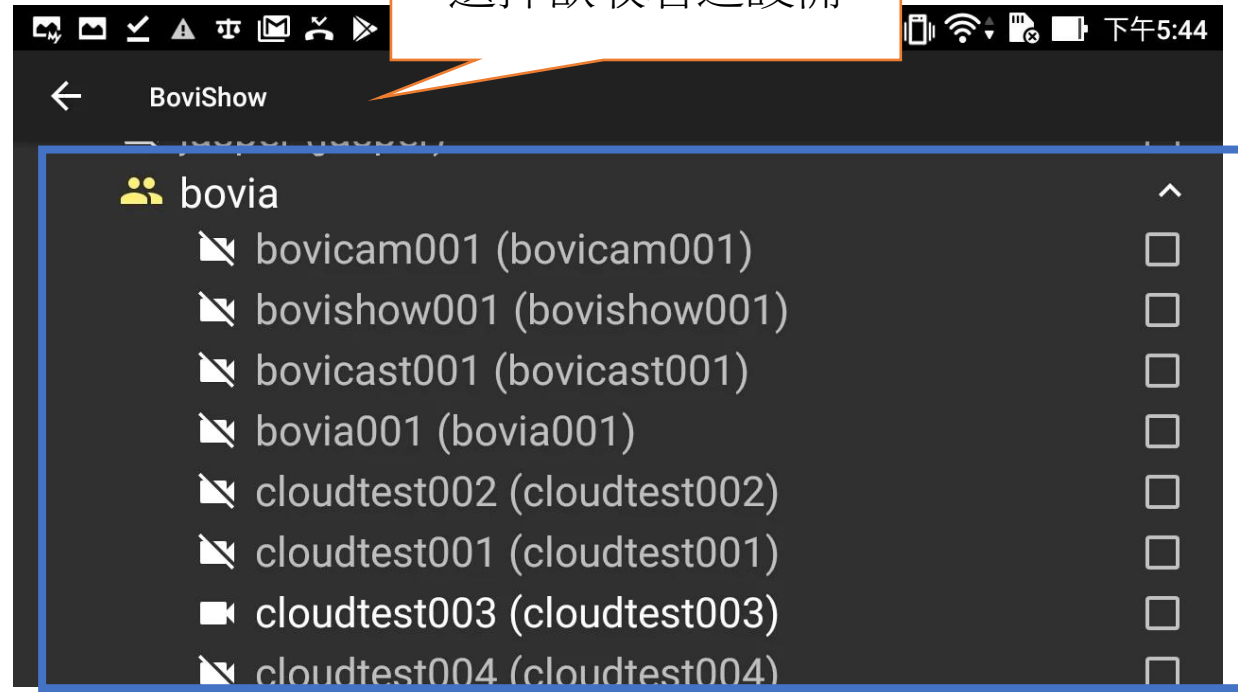 下午5:44
BoviShow
bovia
bovicam001 (bovicam001)
bovishow001 (bovishow001)
bovicast001 (bovicast001)
bovia001 (bovia001)
cloudtest002 (cloudtest002)
cloudtest001 (cloudtest001)
cloudtest003 (cloudtest003)
cloudtest004 (cloudtest004)